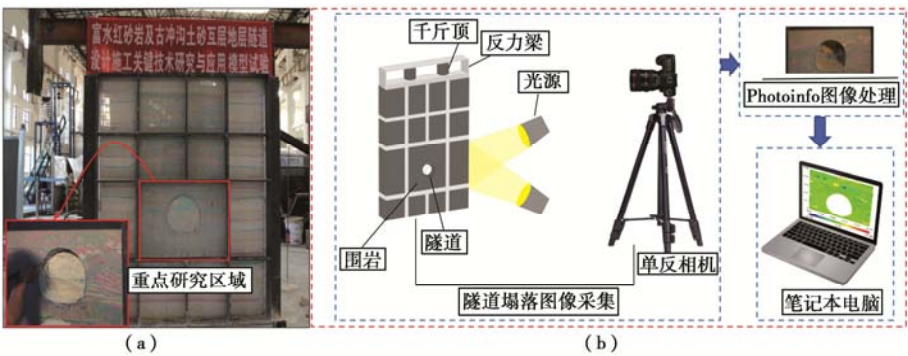 富水红砂岩及古冲沟土砂互层地层隧道
设计施工关键技术研究与应用 模型试验
重点研究区域
(a)
千斤顶
反力梁
光源
围岩
隧道
单反相机
隧道塌落图像采集
Photoinfo图像处理
笔记本电脑
(b)